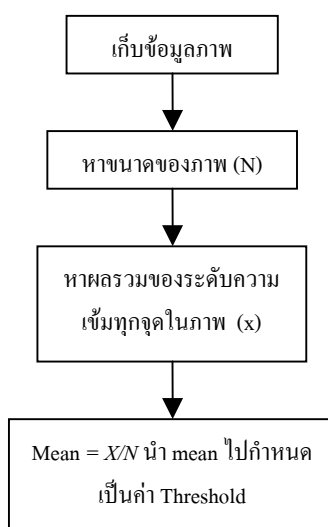 เก็บข้อมูลภาพ
หาขนาดของภาพ (N)
หาผลรวมของระดับความ
เข้มทุกจุดในภาพ (x)
Mean = X/N นำ mean ไปกำหนด
เป็นค่า Threshold